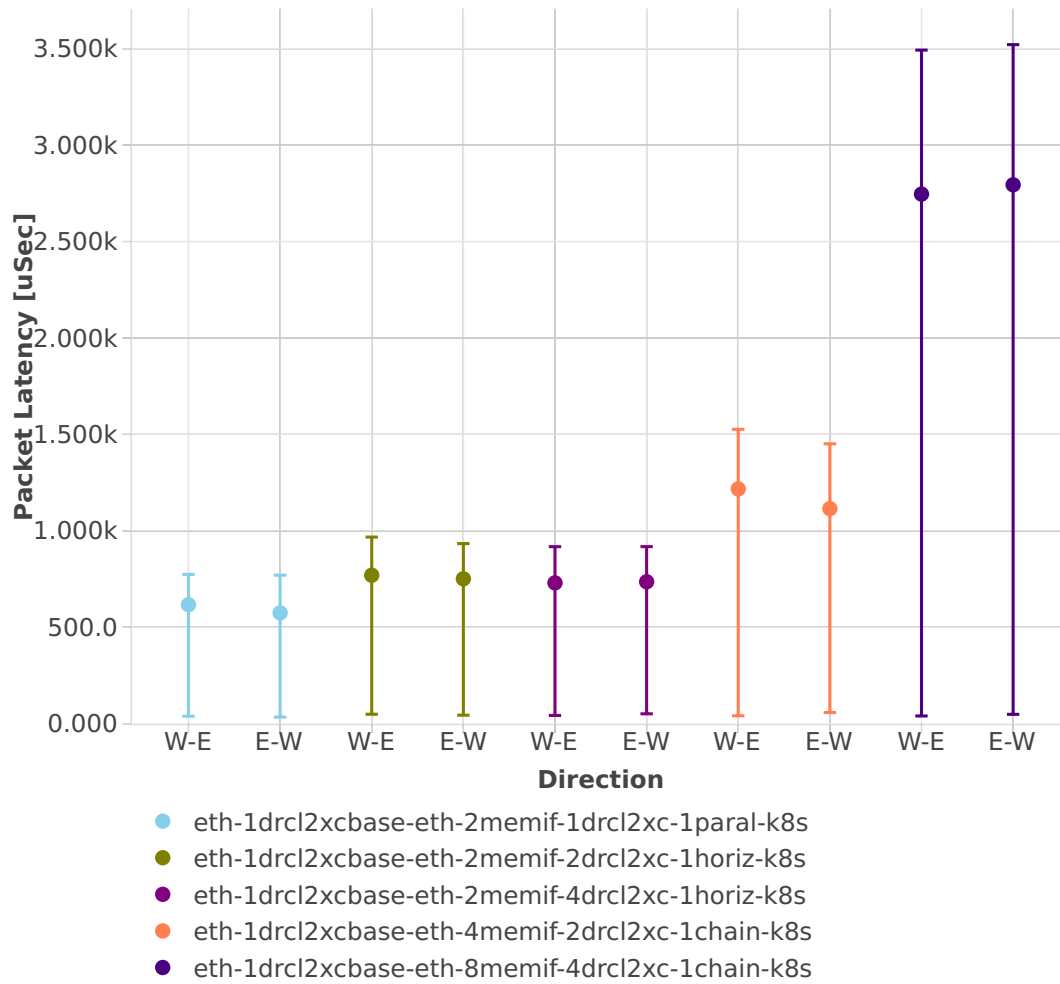 3.500k
3.000k
2.500k
2.000k
1.500k
1.000k
500.0
0.000
Packet Latency [uSec]
W-E E-W W-E E-W W-E E-W W-E E-W W-E E-W
Direction
eth-1drcl2xcbase-eth-2memif-1drcl2xc-1paral-k8s
eth-1drcl2xcbase-eth-2memif-2drcl2xc-1horiz-k8s
eth-1drcl2xcbase-eth-2memif-4drcl2xc-1horiz-k8s
eth-1drcl2xcbase-eth-4memif-2drcl2xc-1chain-k8s
eth-1drcl2xcbase-eth-8memif-4drcl2xc-1chain-k8s